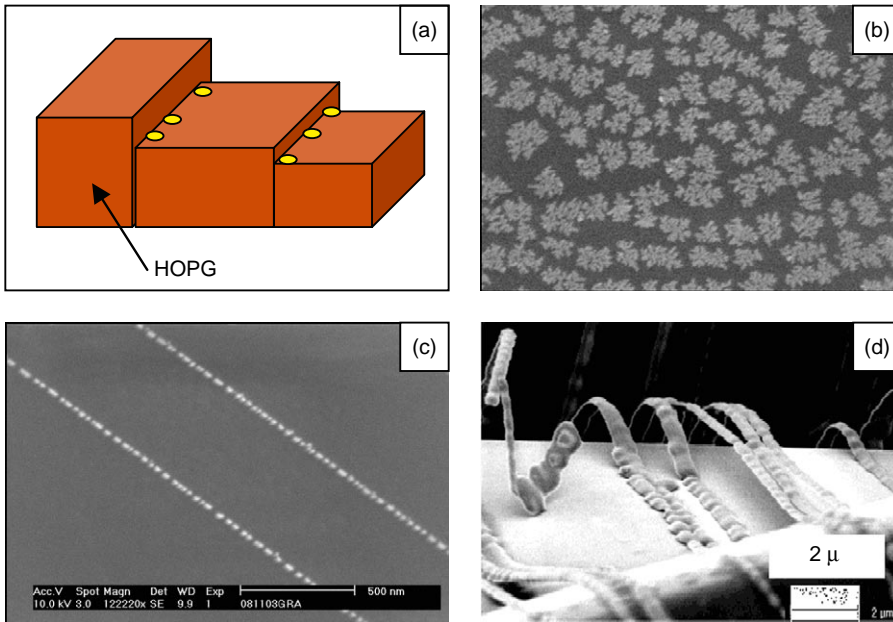 (a)
HOPG
(b)
(c)
Acc.V Spot Magn Det WD Exp
10.0 kV 3.0 122220x SE 9.9 1 081103GRA
500 nm
(d)
2 μ
2 μm